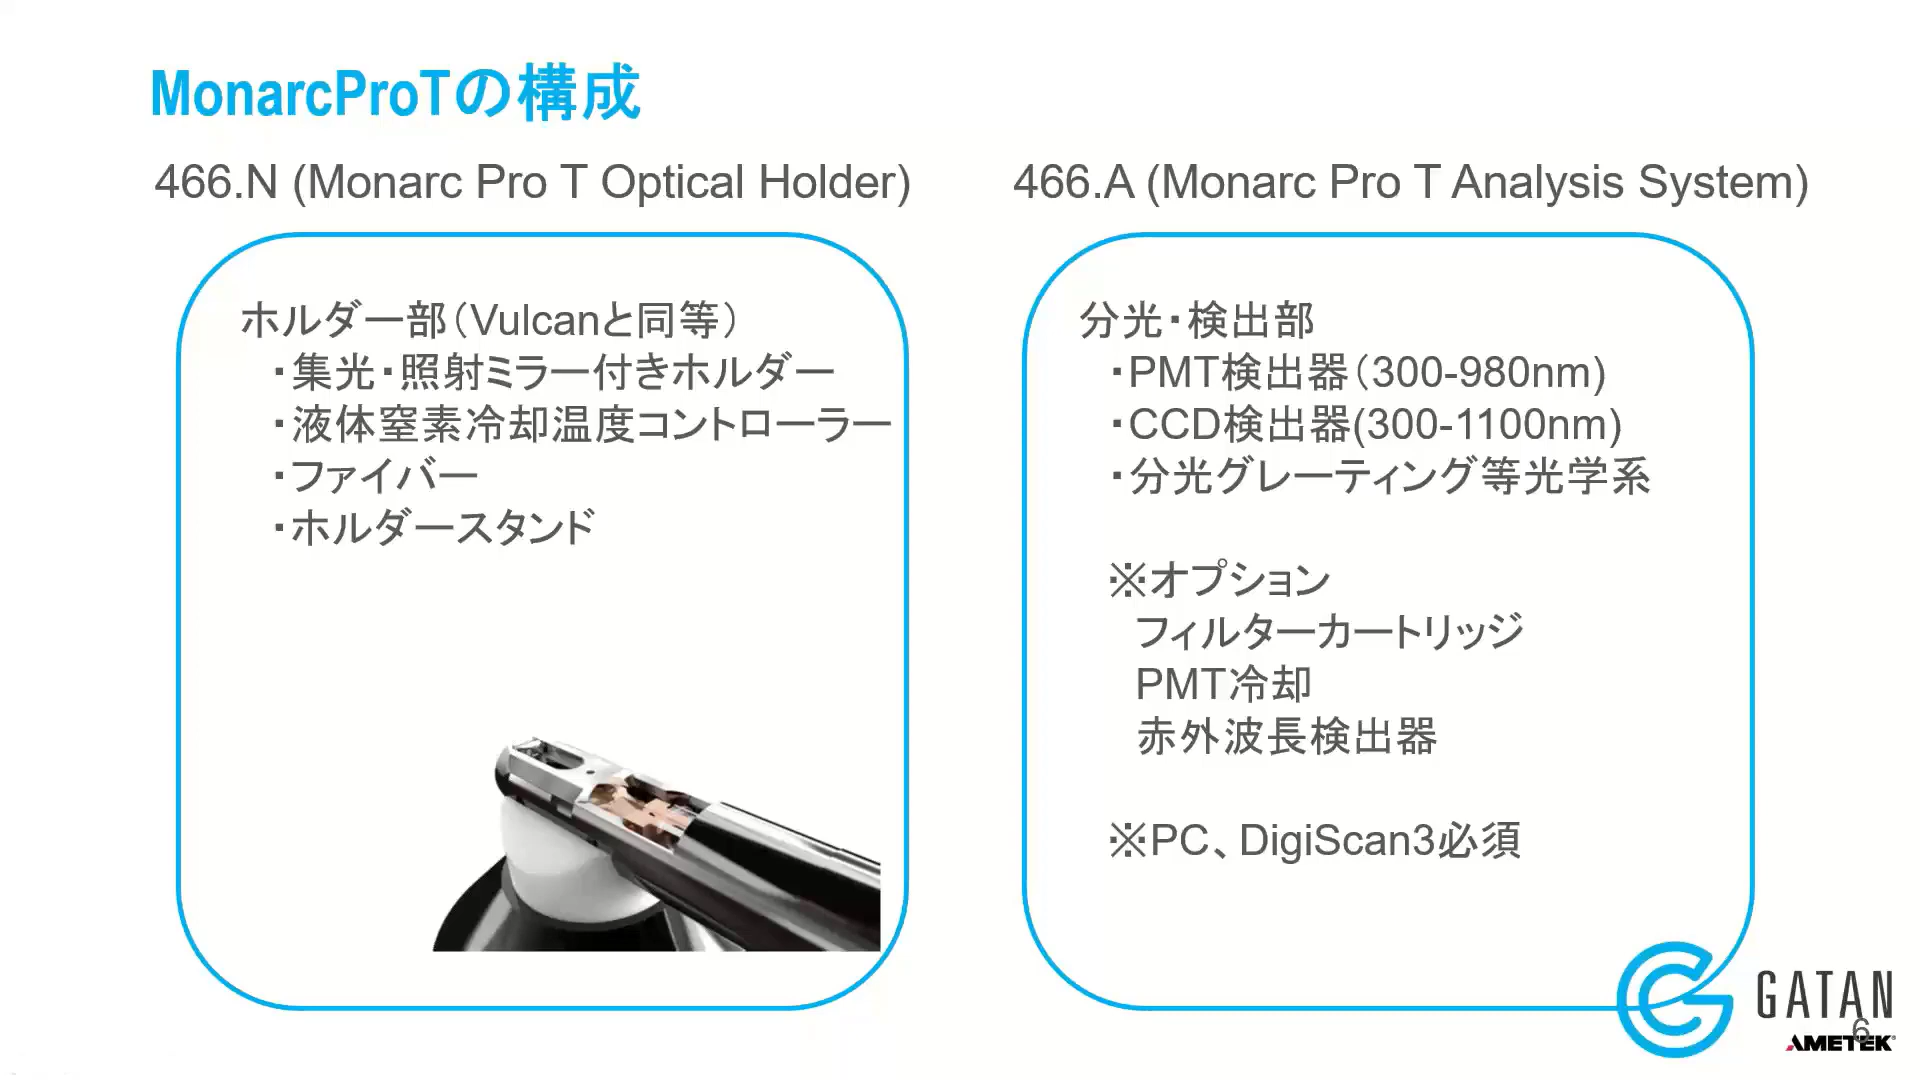 MonarcProTの構成
466.N (Monarc Pro T Optical Holder)
ホルダー部（Vulcanと同等）
・集光・照射ミラー付きホルダー
・液体窒素冷却温度コントローラー
・ファイバー
・ホルダースタンド
466.A (Monarc Pro T Analysis System)
分光・検出部
・PMT検出器（300-980nm)
・CCD検出器(300-1100nm)
・分光グレーティング等光学系
※オプション
フィルターカートリッジ
PMT冷却
赤外波長検出器
※PC、DigiScan3必須
GATAN
AMETEK®
6